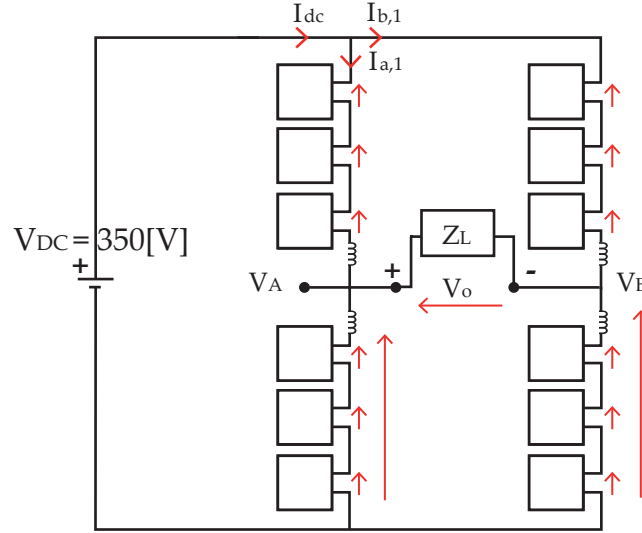 Idc
Ib,1
Ia,1
VDC = 350[V]
+
VA
+
ZL
-
Vo